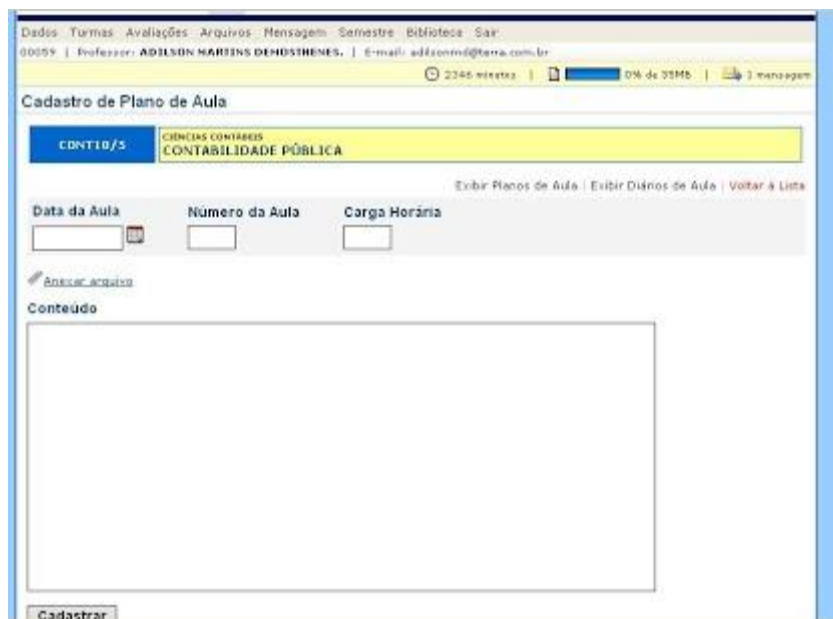 Dados Turmas Avaliações Arquivos Mensagem Semestre Biblioteca Sair
00059 | Professor: ADILSON MARTINS DEMOSTHENES. | E-mail: adilsonmd@terra.com.br
2346 minutos | 0% de 35MB | 1 mensagem
Cadastro de Plano de Aula
CONT10/5
CIÊNCIAS CONTÁBEIS
CONTABILIDADE PÚBLICA
Exibir Planos de Aula | Exibir Diários de Aula | Voltar à Lista
Data da Aula Número da Aula Carga Horária
Anexar arquivo
Conteúdo
Cadastrar